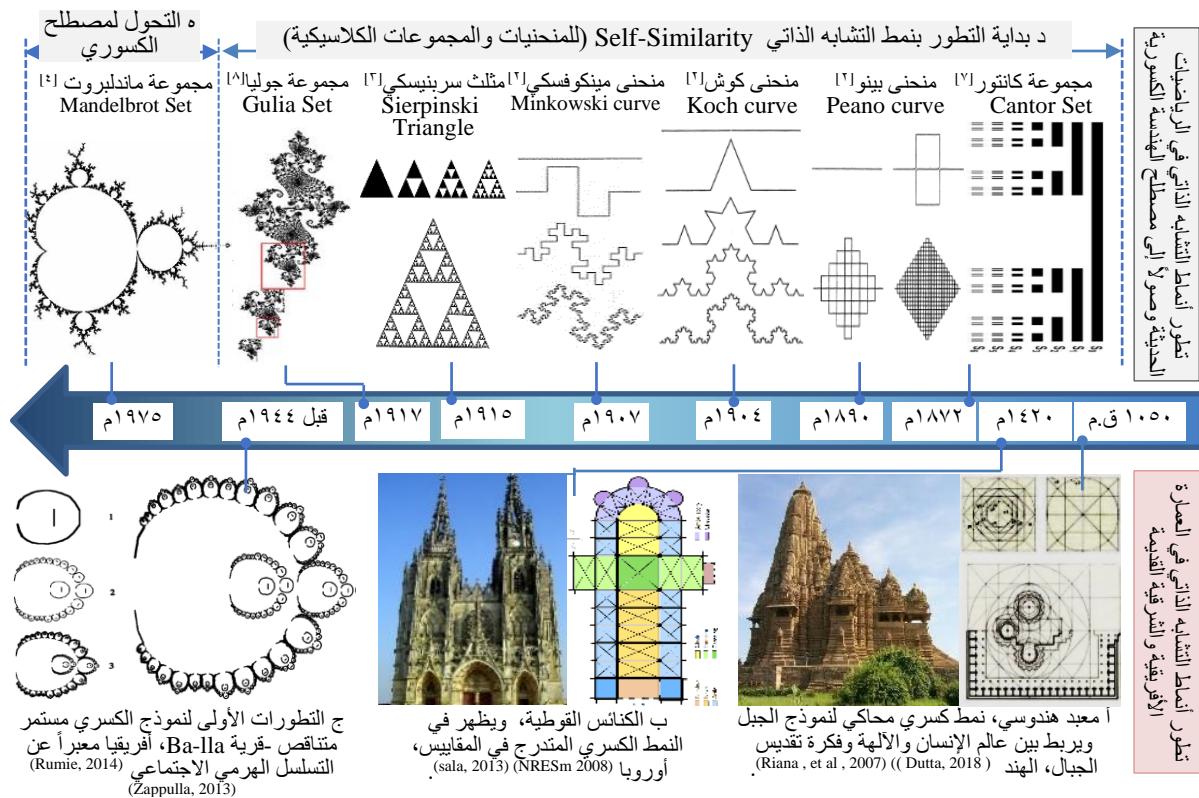 ه التحول لمصطلح
الكسوري
د بداية التطور بنمط التشابه الذاتي Self-Similarity (للمنحنيات والمجموعات الكلاسيكية)
تطور أنماط التشابه الذاتي في الرياضيات
الحديثة وصولاً إلى مصطلح الهندسة الكسورية
مجموعة كانتور[٧]
Cantor Set
منحنى بينو[٢]
Peano curve
منحنى كوش[٢]
Koch curve
منحنى مينكوفسكي[٢]
Minkowski curve
مثلث سربنيسكي[٣]
Sierpinski
Triangle
مجموعة جوليا[٨]
Gulia Set
مجموعة ماندلبروت [٤]
Mandelbrot Set
١٠٥٠ ق.م
١٤٢٠م
١٨٧٢م
١٨٩٠م
١٩٠٤م
١٩٠٧م
١٩١٥م
١٩١٧م
قبل ١٩٤٤م
١٩٧٥م
تطور أنماط التشابه الذاتي في العمارة
الأفريقية والشرقية القديمة
أ معبد هندوسي، نمط كسري محاكي لنموذج الجبل
ويربط بين عالم الإنسان والآلهة وفكرة تقديس
الجبال، الهند (Riana , et al , 2007) (( Dutta, 2018 ).
ب الكنائس القوطية، ويظهر في
النمط الكسري المتدرج في المقاييس،
أوروبا (sala, 2013) (NRESm 2008).
1
2
3
ج التطورات الأولى لنموذج الكسري مستمر
متناقص -قرية Ba-lla، أفريقيا معبراً عن
التسلسل الهرمي الاجتماعي (Rumie, 2014)
(Zappulla, 2013)